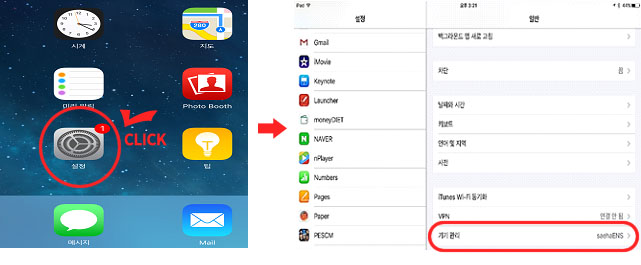 시계
지도
미리 알림
Photo Booth
1
CLICK
설정
팁
메시지
Mail
iPad
오후 3:21
44%
설정
일반
Gmail
iMovie
Keynote
Launcher
moneyDIET
NAVER
nPlayer
Numbers
Pages
Paper
PESCM
백그라운드 앱 새로 고침
차단
끔
날짜와 시간
키보드
언어 및 지역
사전
iTunes Wi-Fi 동기화
VPN
연결 안 됨
기기 관리